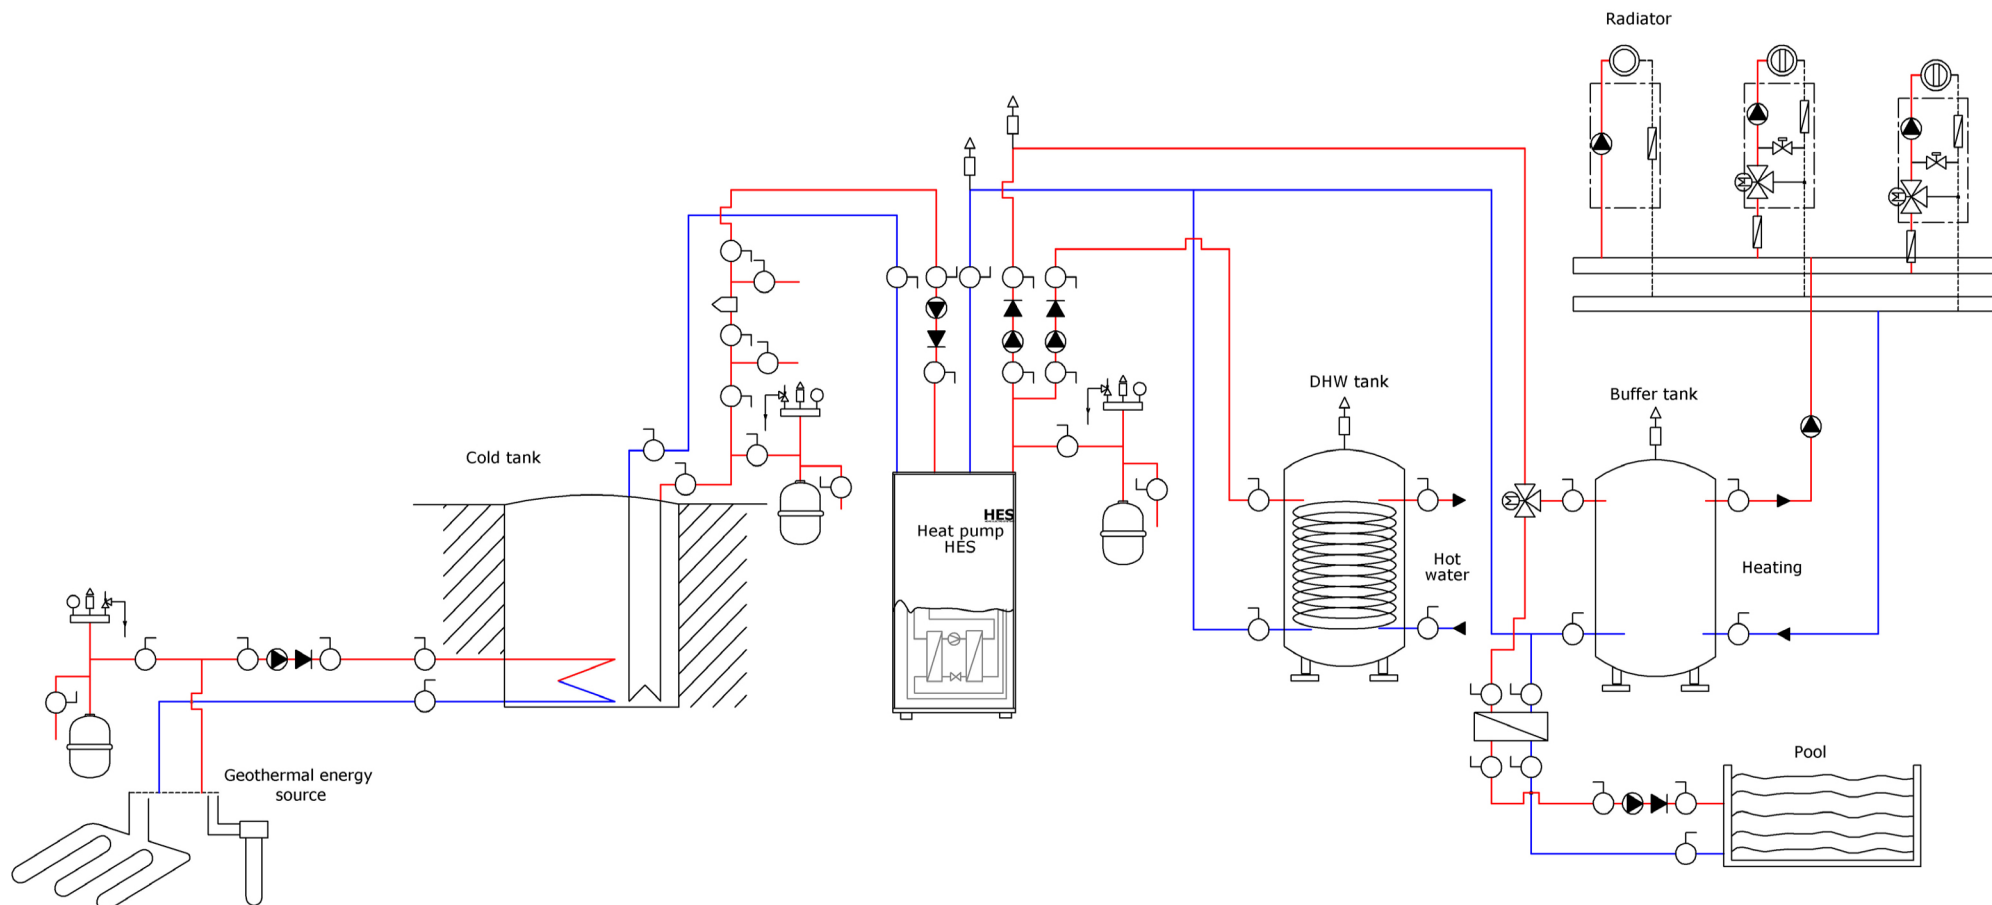 Radiator
DHW tank
Buffer tank
Cold tank
HES
Heat pump
HES
Hot
water
Heating
Pool
Geothermal energy
source
M
M
M